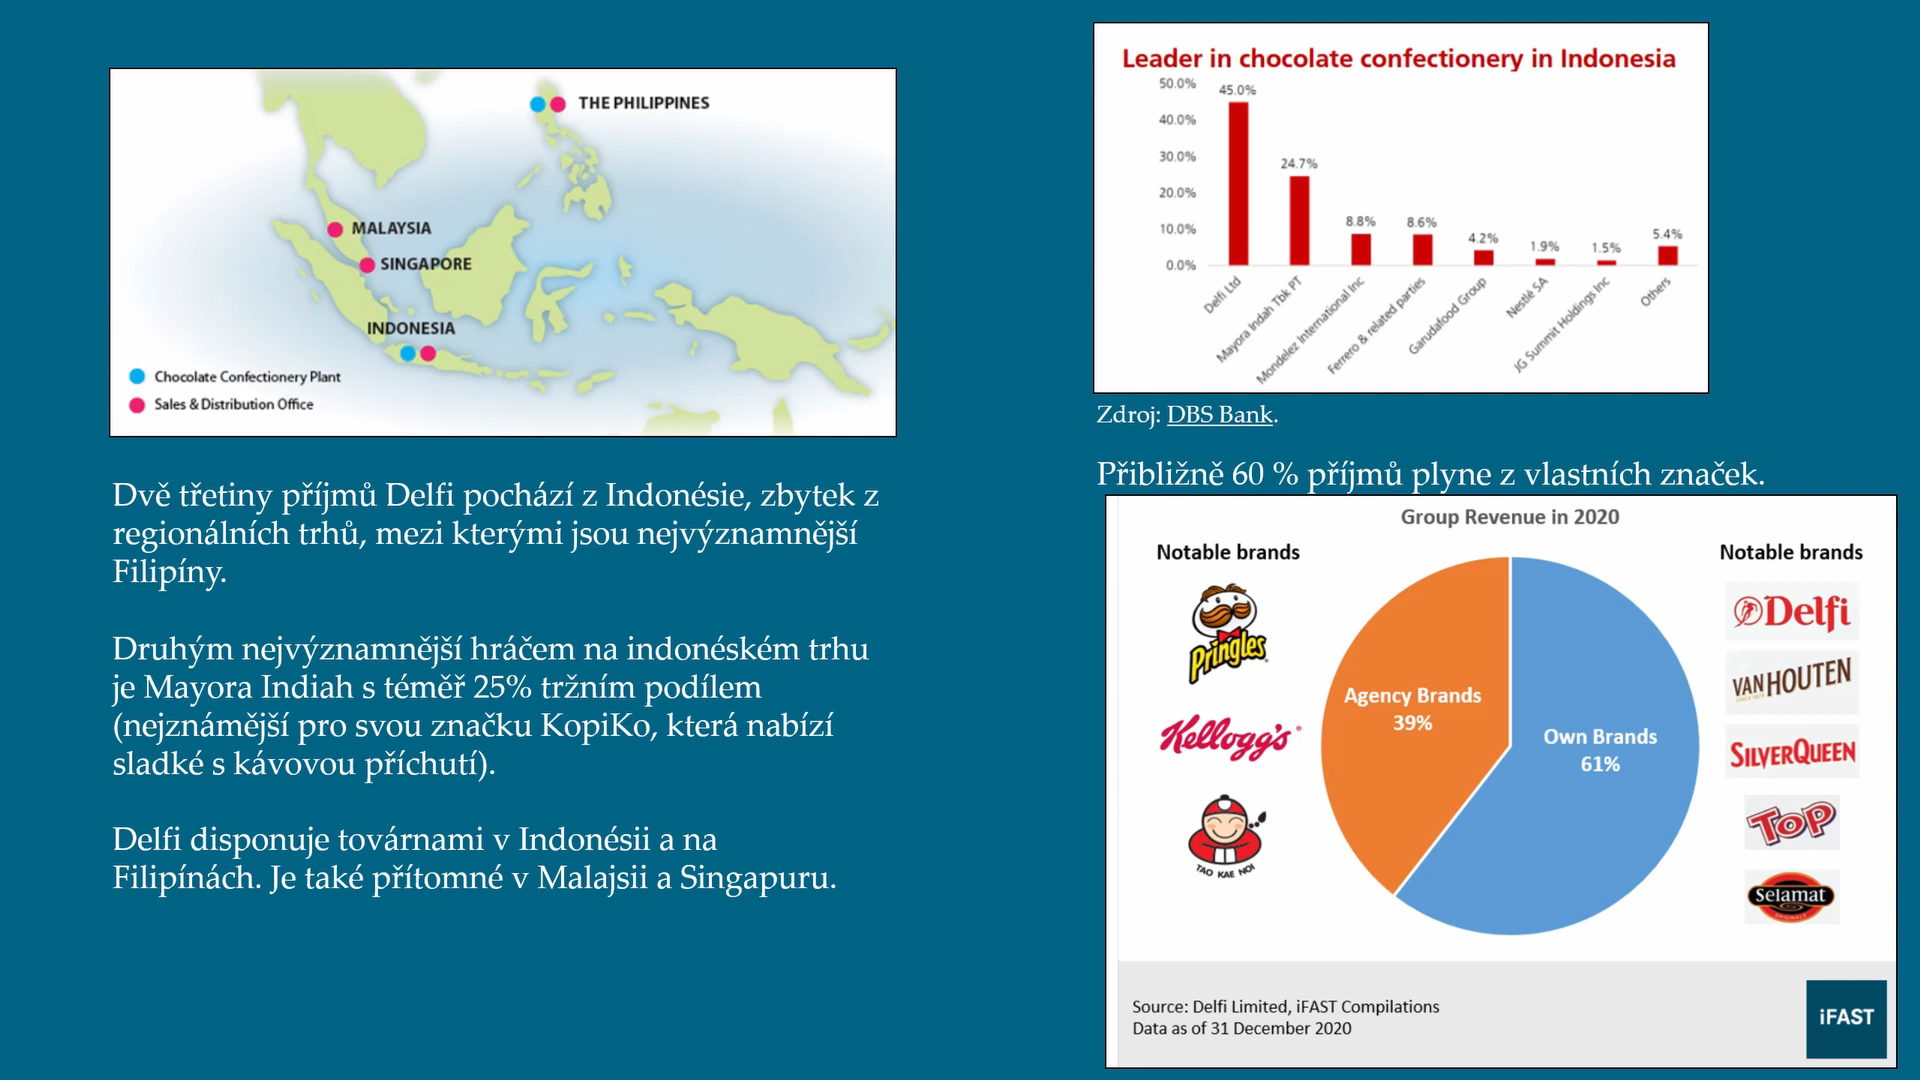 THE PHILIPPINES
MALAYSIA
SINGAPORE
INDONESIA
Chocolate Confectionery Plant
Sales & Distribution Office
Dvě třetiny příjmů Delfi pochází z Indonésie, zbytek z
regionálních trhů, mezi kterými jsou nejvýznamnější
Filipíny.
Druhým nejvýznamnější hráčem na indonéském trhu
je Mayora Indiah s téměř 25% tržním podílem
(nejznámější pro svou značku KopiKo, která nabízí
sladké s kávovou příchutí).
Delfi disponuje továrnami v Indonésii a na
Filipínách. Je také přítomné v Malajsii a Singapuru.
Leader in chocolate confectionery in Indonesia
50.0%
40.0%
30.0%
20.0%
10.0%
0.0%
45.0%
24.7%
8.8%
8.6%
4.2%
1.9%
1.5%
5.4%
Delfi Ltd
Mayora Indah Tbk PT
Mondelez International Inc
Ferrero & related parties
Garudafood Group
Nestlé SA
JG Summit Holdings Inc
Others
Zdroj: DBS Bank.
Přibližně 60 % příjmů plyne z vlastních značek.
Group Revenue in 2020
Notable brands
Pringles
Kellogg's
TAO KAE NOI
Agency Brands
39%
Own Brands
61%
Notable brands
Delfi
VAN HOUTEN
SILVERQUEEN
TOP
Selamat
Source: Delfi Limited, iFAST Compilations
Data as of 31 December 2020
iFAST